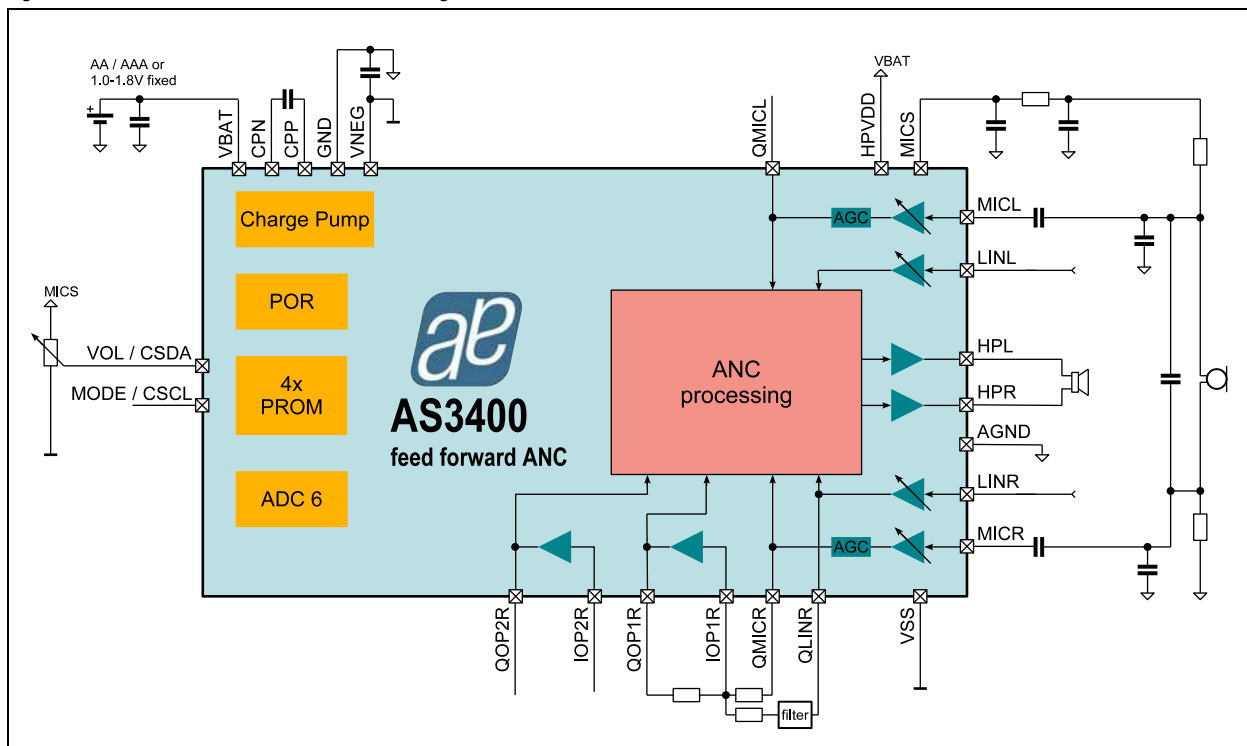 AA / AAA or
1.0-1.8V fixed
+
VBAT
CPN
CPP
GND
VNEG
QMICL
VBAT
HPVDD
MICS
Charge Pump
POR
4x
PROM
ADC 6
MICS
VOL / CSDA
MODE / CSCL
ae
AS3400
feed forward ANC
ANC
processing
AGC
AGC
MICL
LINL
HPL
HPR
AGND
LINR
MICR
QOP2R
IOP2R
QOP1R
IOP1R
QMICR
QLINR
VSS
filter